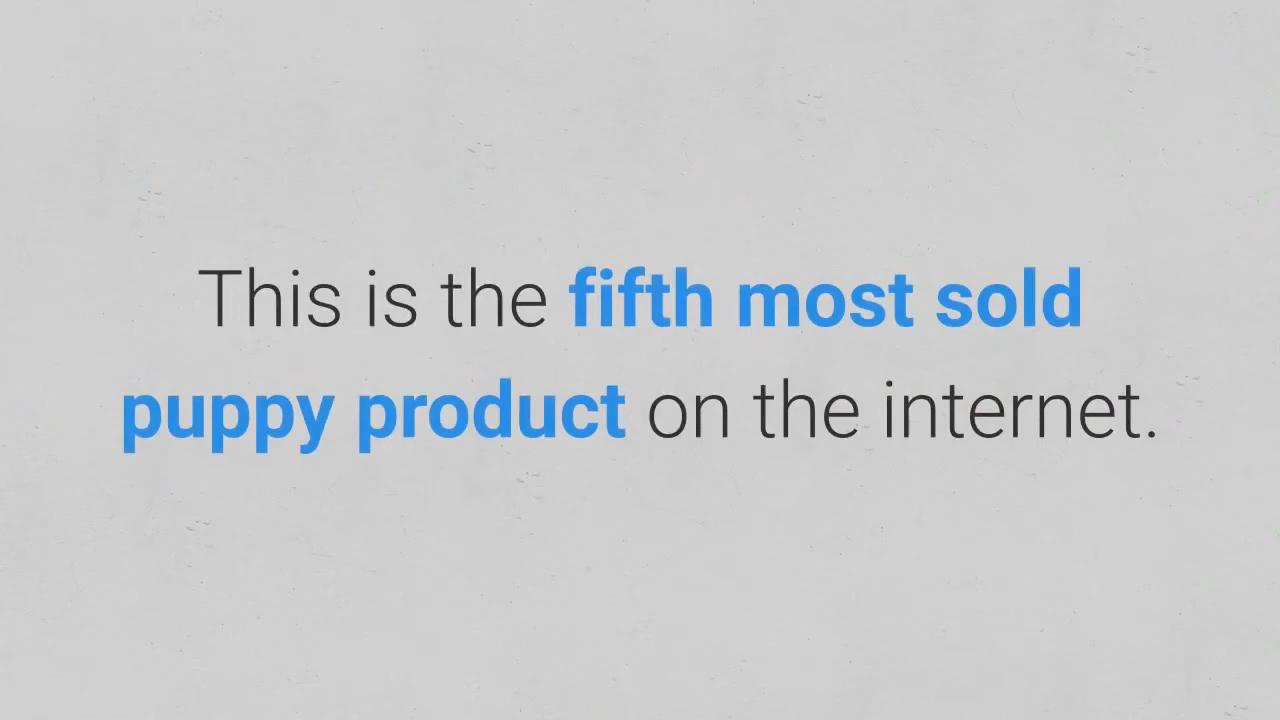 This is the fifth most sold
puppy product on the internet.